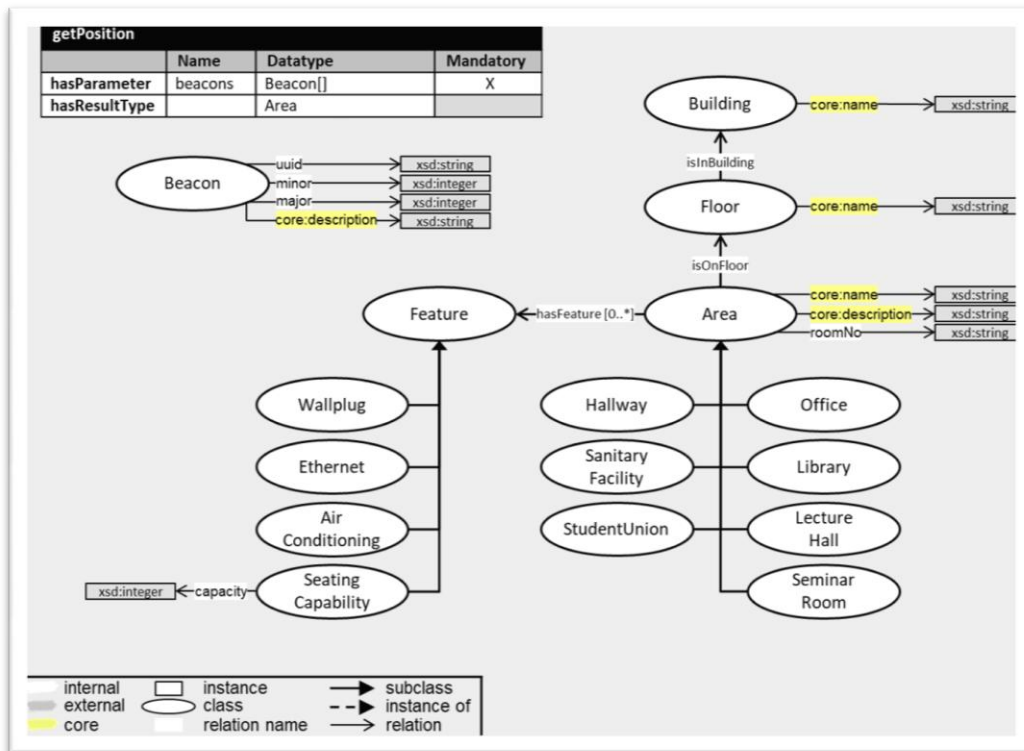 getPosition
Name Datatype Mandatory
hasParameter beacons Beacon[] X
hasResultType Area
Building core:name xsd:string
isInBuilding
Beacon
uuid xsd:string
minor xsd:integer
major xsd:integer
core:description xsd:string
Floor core:name xsd:string
isOnFloor
Feature hasFeature [0..*] Area
core:name xsd:string
core:description xsd:string
roomNo xsd:string
Wallplug
Ethernet
Air
Conditioning
xsd:integer capacity
Seating
Capability
Hallway Office
Sanitary
Facility
Library
StudentUnion
Lecture
Hall
Seminar
Room
internal instance subclass
external class instance of
core relation name relation